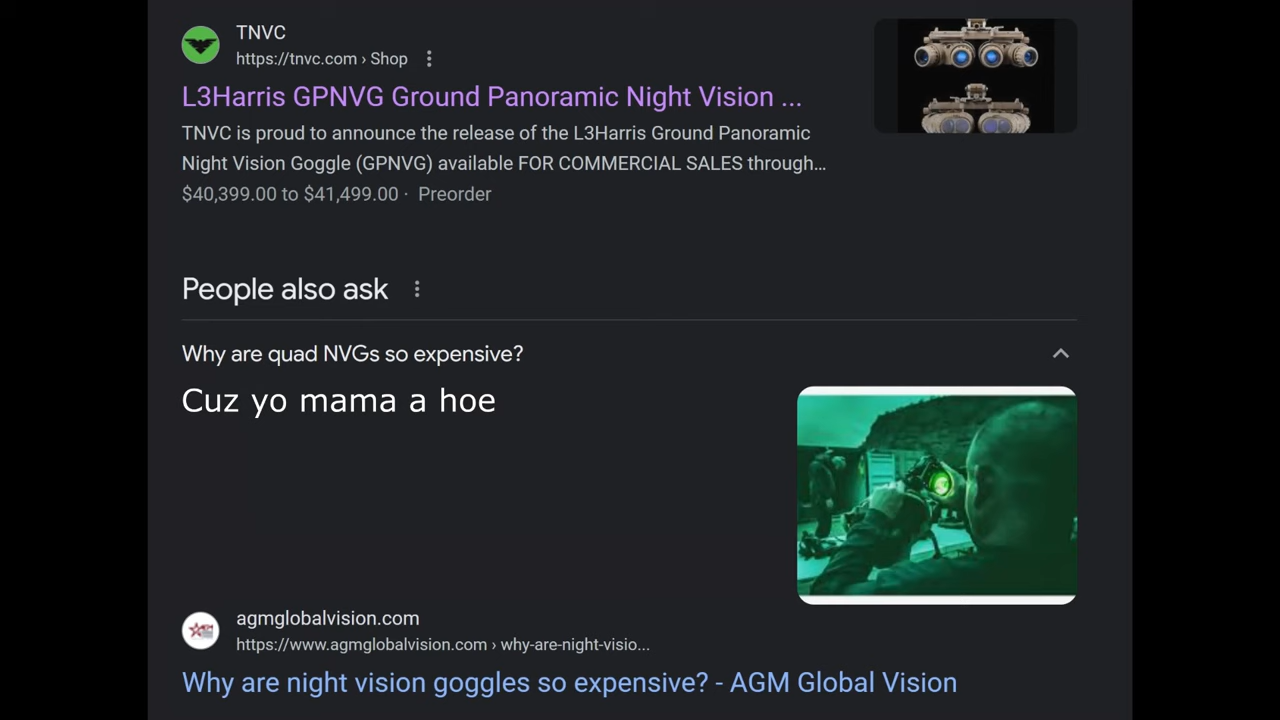 TNVC
https://tnvc.com › Shop
L3Harris GPNVG Ground Panoramic Night Vision ...
TNVC is proud to announce the release of the L3Harris Ground Panoramic
Night Vision Goggle (GPNVG) available FOR COMMERCIAL SALES through...
$40,399.00 to $41,499.00 · Preorder
People also ask
Why are quad NVGs so expensive?
Cuz yo mama a hoe
agmglobalvision.com
https://www.agmglobalvision.com › why-are-night-visio...
Why are night vision goggles so expensive? - AGM Global Vision